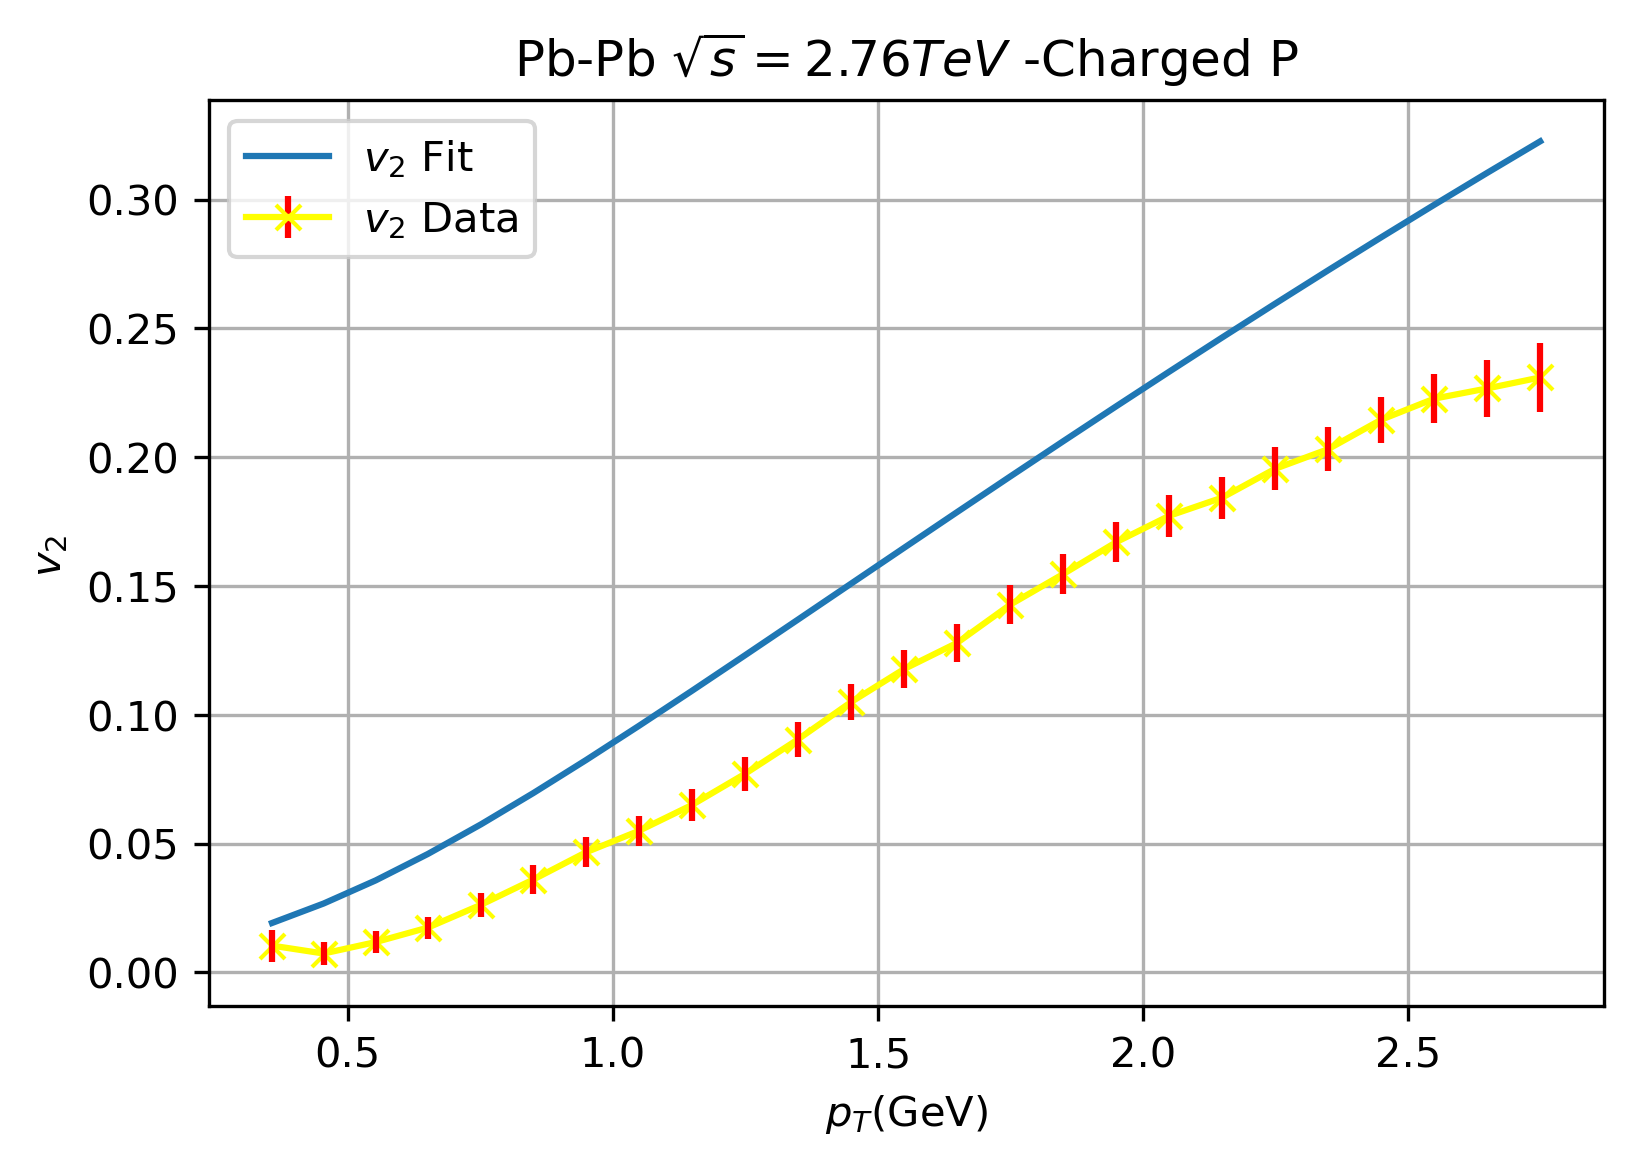 Pb-Pb √s = 2.76TeV -Charged P
v₂ Fit
v₂ Data
0.30
0.25
0.20
0.15
0.10
0.05
0.00
v₂
0.5 1.0 1.5 2.0 2.5
p_T(GeV)